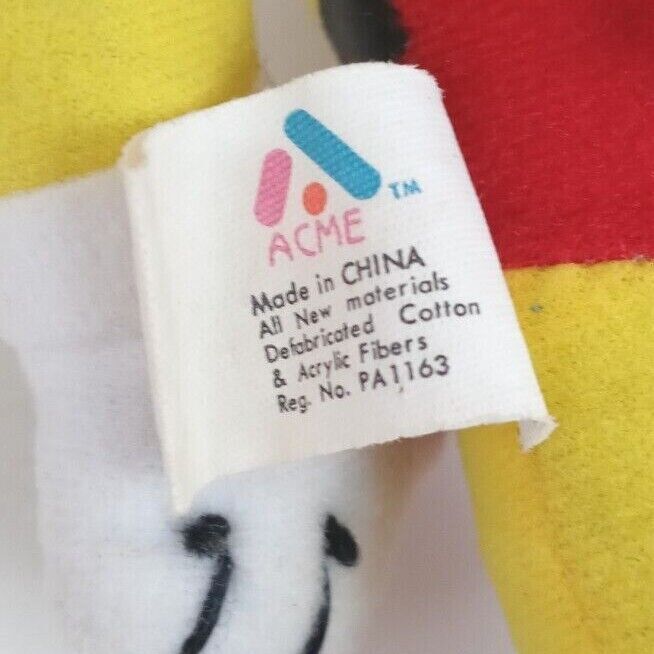 TM
ACME
Made in CHINA
All New materials
Defabricated Cotton
& Acrylic Fibers
Reg. No. PA1163